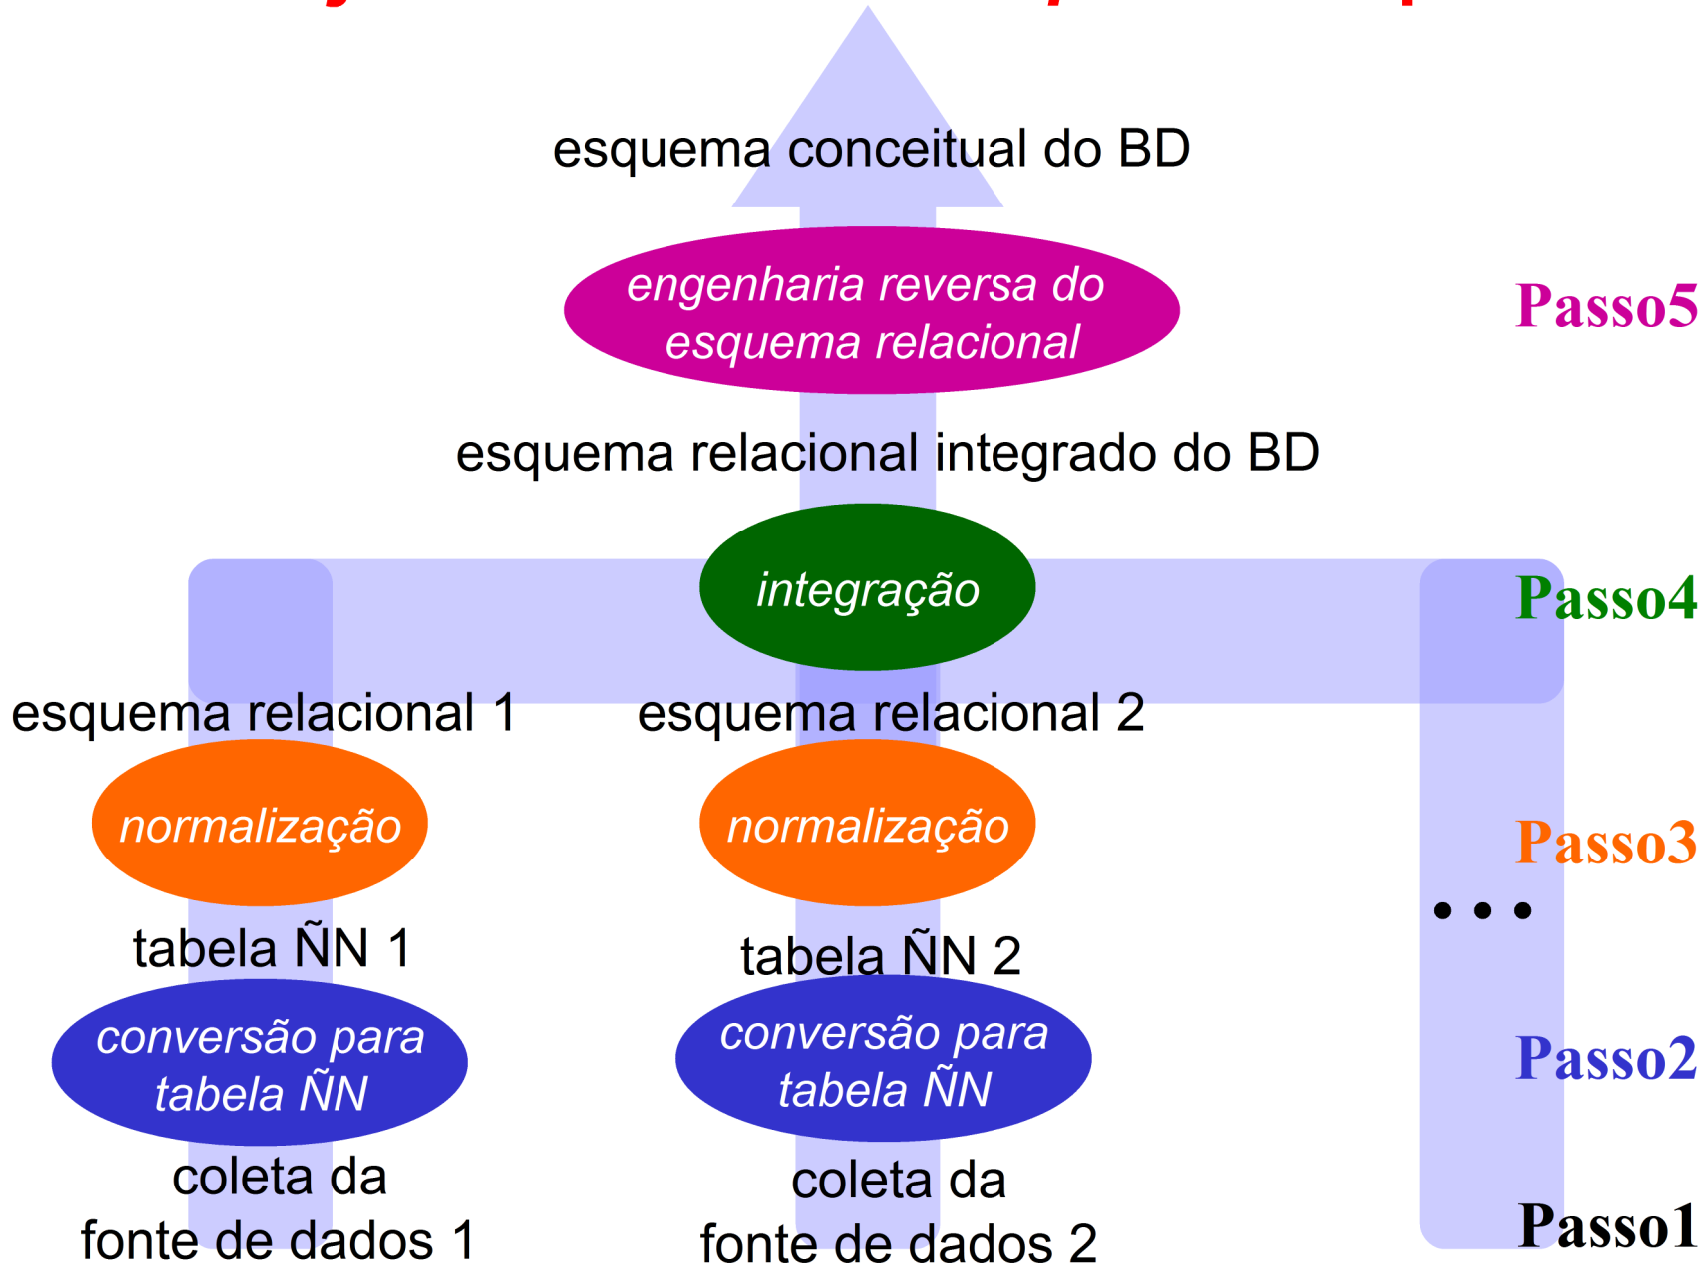 esquema conceitual do BD
engenharia reversa do
esquema relacional
Passo5
esquema relacional integrado do BD
integração
Passo4
esquema relacional 1
esquema relacional 2
normalização
normalização
Passo3
...
tabela ÑN 1
tabela ÑN 2
conversão para
tabela ÑN
conversão para
tabela ÑN
Passo2
coleta da
fonte de dados 1
coleta da
fonte de dados 2
Passo1